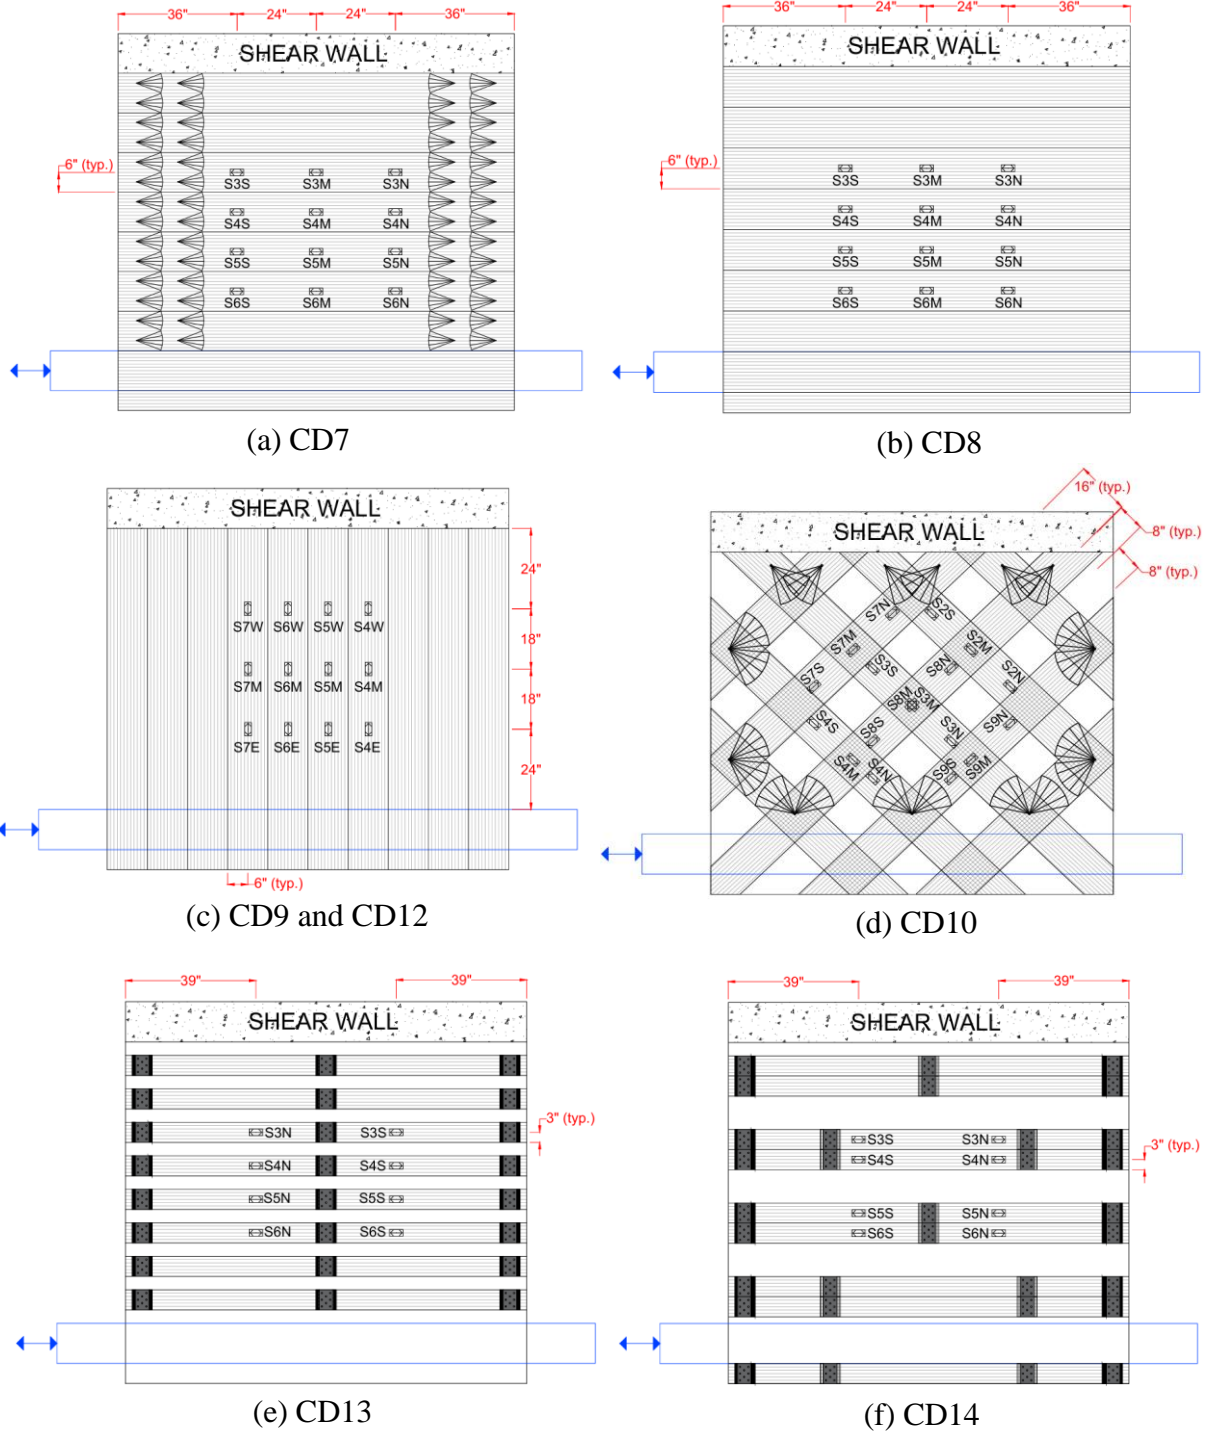 36" 24" 24" 36"
SHEAR WALL
6" (typ.)
S3S S3M S3N
S4S S4M S4N
S5S S5M S5N
S6S S6M S6N
(a) CD7
36" 24" 24" 36"
SHEAR WALL
6" (typ.)
S3S S3M S3N
S4S S4M S4N
S5S S5M S5N
S6S S6M S6N
(b) CD8
SHEAR WALL
24"
S7W S6W S5W S4W
18"
S7M S6M S5M S4M
18"
S7E S6E S5E S4E
24"
6" (typ.)
(c) CD9 and CD12
16" (typ.)
SHEAR WALL
8" (typ.)
8" (typ.)
S7N S2S
S7M S2M
S7S S3S S8N S2N
S8M S3M
S4S S8S S3N S9N
S4M S4N S9S S9M
(d) CD10
39" 39"
SHEAR WALL
3" (typ.)
S3N S3S
S4N S4S
S5N S5S
S6N S6S
(e) CD13
39" 39"
SHEAR WALL
S3S S3N
3" (typ.)
S4S S4N
S5S S5N
S6S S6N
(f) CD14